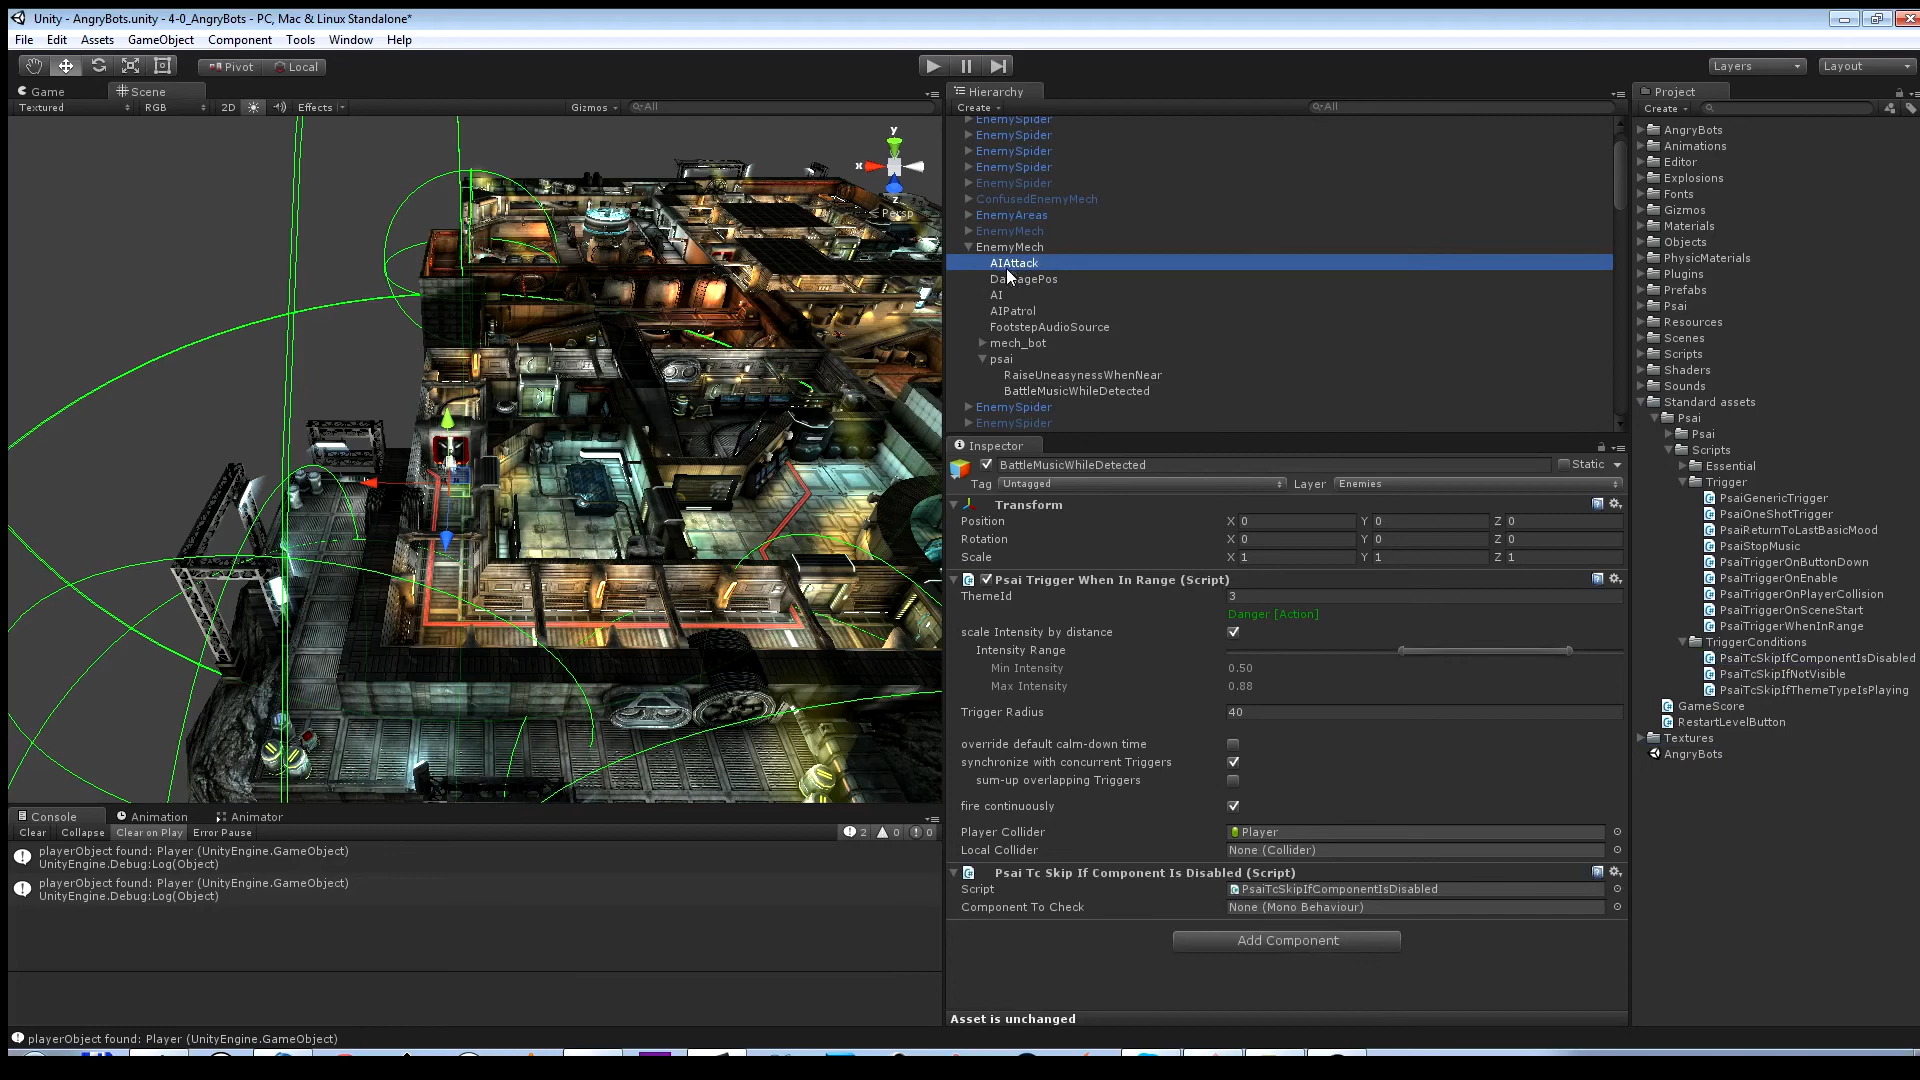 Unity - AngryBots.unity - 4-0_AngryBots - PC, Mac & Linux Standalone*
File Edit Assets GameObject Component Tools Window Help
Pivot Local
Layers Layout
Game Scene
Textured RGB 2D Effects Gizmos All
y
x
z
Persp
Hierarchy
Create All
EnemySpider
EnemySpider
EnemySpider
EnemySpider
EnemySpider
ConfusedEnemyMech
EnemyAreas
EnemyMech
EnemyMech
AIAttack
DamagePos
AI
AIPatrol
FootstepAudioSource
mech_bot
psai
RaiseUneasynessWhenNear
BattleMusicWhileDetected
EnemySpider
EnemySpider
Inspector
BattleMusicWhileDetected Static
Tag Untagged Layer Enemies
Transform
Position X 0 Y 0 Z 0
Rotation X 0 Y 0 Z 0
Scale X 1 Y 1 Z 1
Psai Trigger When In Range (Script)
ThemeId 3
Danger [Action]
scale Intensity by distance
Intensity Range
Min Intensity 0.50
Max Intensity 0.88
Trigger Radius 40
override default calm-down time
synchronize with concurrent Triggers
sum-up overlapping Triggers
fire continuously
Player Collider Player
Local Collider None (Collider)
Psai Tc Skip If Component Is Disabled (Script)
Script PsaiTcSkipIfComponentIsDisabled
Component To Check None (Mono Behaviour)
Add Component
Asset is unchanged
Project
Create
AngryBots
Animations
Editor
Explosions
Fonts
Gizmos
Materials
Objects
PhysicMaterials
Plugins
Prefabs
Psai
Resources
Scenes
Scripts
Shaders
Sounds
Standard assets
Psai
Psai
Scripts
Essential
Trigger
PsaiGenericTrigger
PsaiOneShotTrigger
PsaiReturnToLastBasicMood
PsaiStopMusic
PsaiTriggerOnButtonDown
PsaiTriggerOnEnable
PsaiTriggerOnPlayerCollision
PsaiTriggerOnSceneStart
PsaiTriggerWhenInRange
TriggerConditions
PsaiTcSkipIfComponentIsDisabled
PsaiTcSkipIfNotVisible
PsaiTcSkipIfThemeTypeIsPlaying
GameScore
RestartLevelButton
Textures
AngryBots
Console Animation Animator
Clear Collapse Clear on Play Error Pause 2 0 0
playerObject found: Player (UnityEngine.GameObject)
UnityEngine.Debug:Log(Object)
playerObject found: Player (UnityEngine.GameObject)
UnityEngine.Debug:Log(Object)
playerObject found: Player (UnityEngine.GameObject)